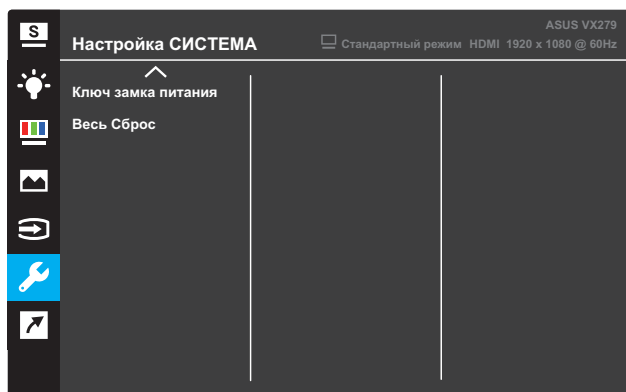 S
ASUS VX279
Настройка СИСТЕМА
Стандартный режим HDMI 1920 x 1080 @ 60Hz
Ключ замка питания
Весь Сброс